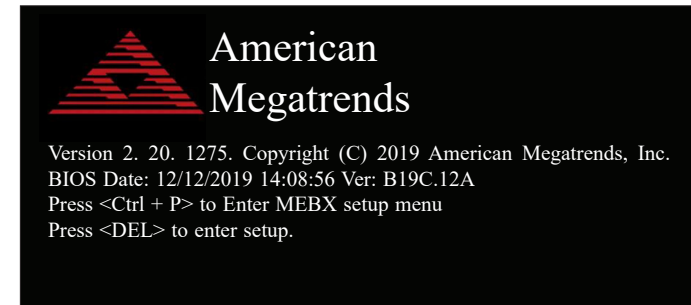 American
Megatrends
Version 2. 20. 1275. Copyright (C) 2019 American Megatrends, Inc.
BIOS Date: 12/12/2019 14:08:56 Ver: B19C.12A
Press <Ctrl + P> to Enter MEBX setup menu
Press <DEL> to enter setup.